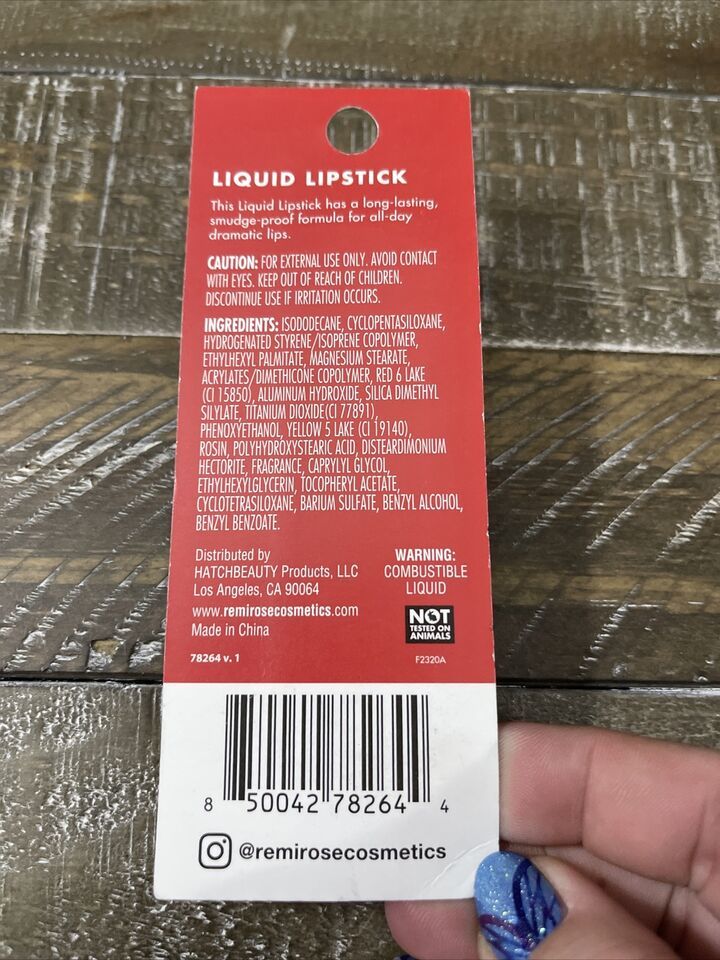 LIQUID LIPSTICK
This Liquid Lipstick has a long-lasting,
smudge-proof formula for all-day
dramatic lips.
CAUTION: FOR EXTERNAL USE ONLY. AVOID CONTACT
WITH EYES. KEEP OUT OF REACH OF CHILDREN.
DISCONTINUE USE IF IRRITATION OCCURS.
INGREDIENTS: ISODODECANE, CYCLOPENTASILOXANE,
HYDROGENATED STYRENE/ISOPRENE COPOLYMER,
ETHYLHEXYL PALMITATE, MAGNESIUM STEARATE,
ACRYLATES/DIMETHICONE COPOLYMER, RED 6 LAKE
(CI 15850), ALUMINUM HYDROXIDE, SILICA DIMETHYL
SILYLATE, TITANIUM DIOXIDE(CI 77891),
PHENOXYETHANOL, YELLOW 5 LAKE (CI 19140),
ROSIN, POLYHYDROXYSTEARIC ACID, DISTEARDIMONIUM
HECTORITE, FRAGRANCE, CAPRYLYL GLYCOL,
ETHYLHEXYLGLYCERIN, TOCOPHERYL ACETATE,
CYCLOTETRASILOXANE, BARIUM SULFATE, BENZYL ALCOHOL,
BENZYL BENZOATE.
Distributed by
HATCHBEAUTY Products, LLC
Los Angeles, CA 90064
www.remirosecosmetics.com
Made in China
78264 v. 1
WARNING:
COMBUSTIBLE
LIQUID
NOT
TESTED ON
ANIMALS
F2320A
8 50042 78264 4
@remirosecosmetics